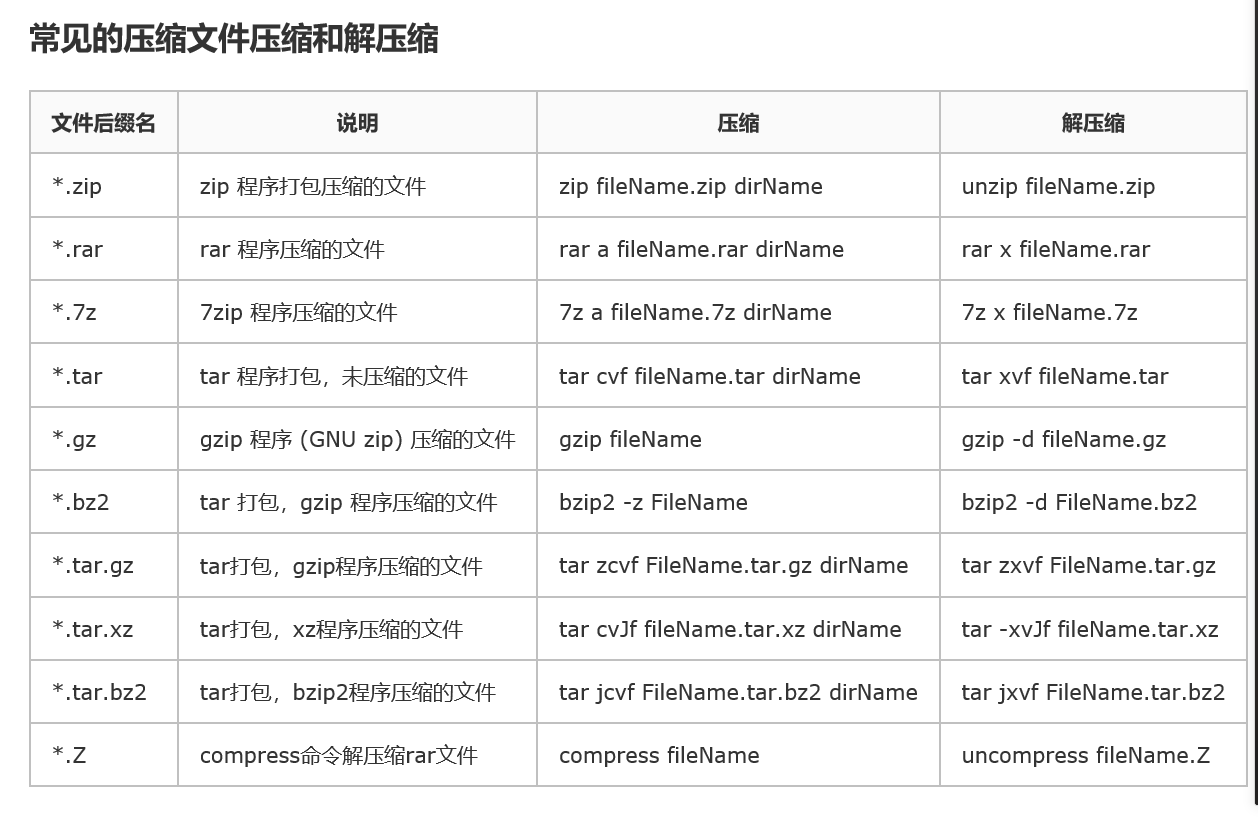 常见的压缩文件压缩和解压缩
文件后缀名 说明 压缩 解压缩
*.zip zip 程序打包压缩的文件 zip fileName.zip dirName unzip fileName.zip
*.rar rar 程序压缩的文件 rar a fileName.rar dirName rar x fileName.rar
*.7z 7zip 程序压缩的文件 7z a fileName.7z dirName 7z x fileName.7z
*.tar tar 程序打包，未压缩的文件 tar cvf fileName.tar dirName tar xvf fileName.tar
*.gz gzip 程序 (GNU zip) 压缩的文件 gzip fileName gzip -d fileName.gz
*.bz2 tar 打包，gzip 程序压缩的文件 bzip2 -z FileName bzip2 -d FileName.bz2
*.tar.gz tar打包，gzip程序压缩的文件 tar zcvf FileName.tar.gz dirName tar zxvf FileName.tar.gz
*.tar.xz tar打包，xz程序压缩的文件 tar cvJf fileName.tar.xz dirName tar -xvJf fileName.tar.xz
*.tar.bz2 tar打包，bzip2程序压缩的文件 tar jcvf FileName.tar.bz2 dirName tar jxvf FileName.tar.bz2
*.Z compress命令解压缩rar文件 compress fileName uncompress fileName.Z